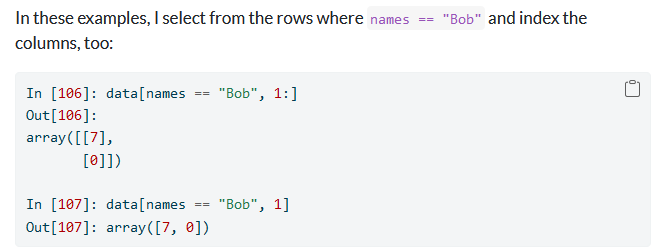 In these examples, I select from the rows where names == "Bob" and index the
columns, too:
In [106]: data[names == "Bob", 1:]
Out[106]:
array([[7],
       [0]])
In [107]: data[names == "Bob", 1]
Out[107]: array([7, 0])